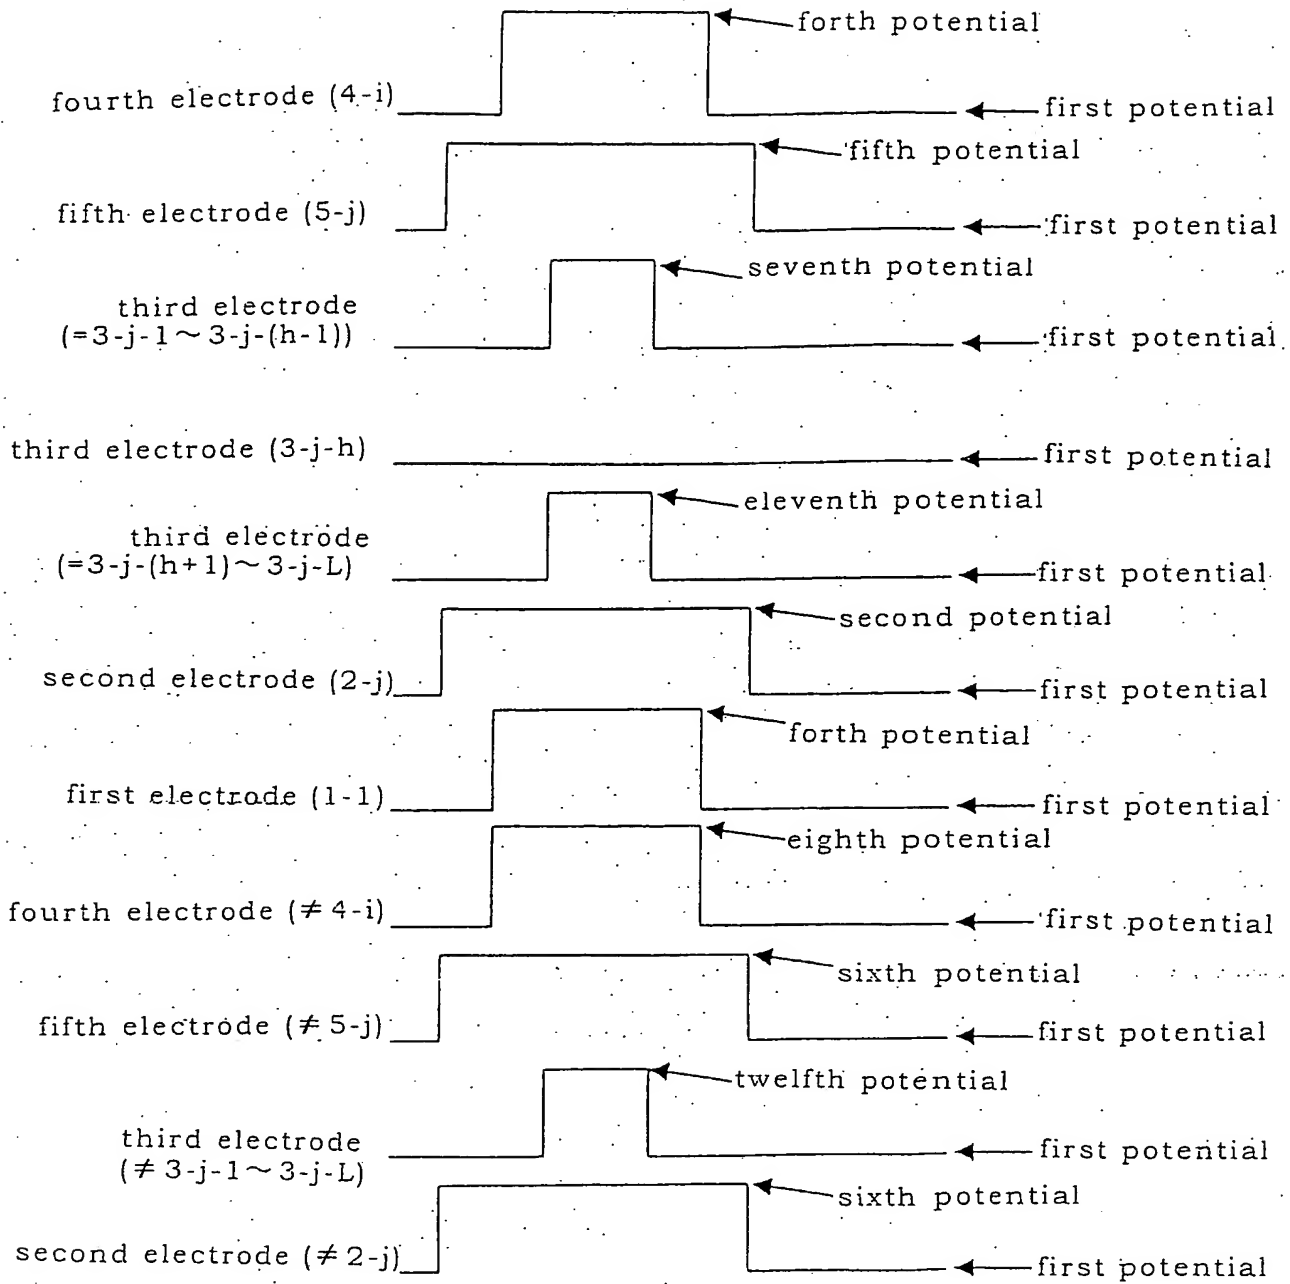 forth potential
fourth electrode (4-i)
first potential
fifth potential
fifth electrode (5-j)
first potential
seventh potential
third electrode
(=3-j-1～3-j-(h-1))
first potential
third electrode (3-j-h)
first potential
eleventh potential
third electrode
(=3-j-(h+1)～3-j-L)
first potential
second potential
second electrode (2-j)
first potential
forth potential
first electrode (1-1)
first potential
eighth potential
fourth electrode (≠4-i)
first potential
sixth potential
fifth electrode (≠5-j)
first potential
twelfth potential
third electrode
(≠3-j-1～3-j-L)
first potential
sixth potential
second electrode (≠2-j)
first potential